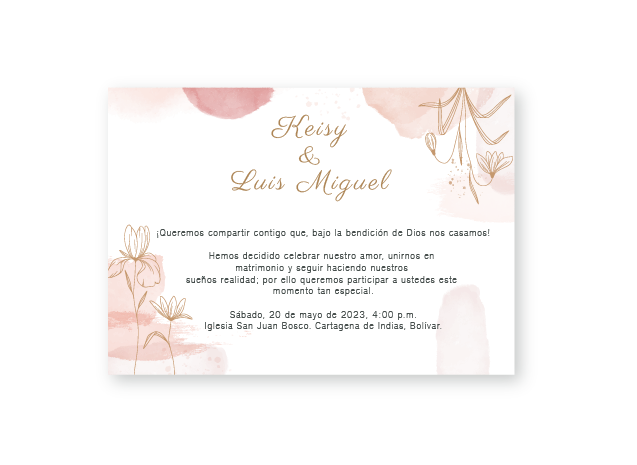 Keisy
&
Luis Miguel
¡Queremos compartir contigo que, bajo la bendición de Dios nos casamos!
Hemos decidido celebrar nuestro amor, unirnos en
matrimonio y seguir haciendo nuestros
sueños realidad; por ello queremos participar a ustedes este
momento tan especial.
Sábado, 20 de mayo de 2023, 4:00 p.m.
Iglesia San Juan Bosco. Cartagena de Indias, Bolívar.